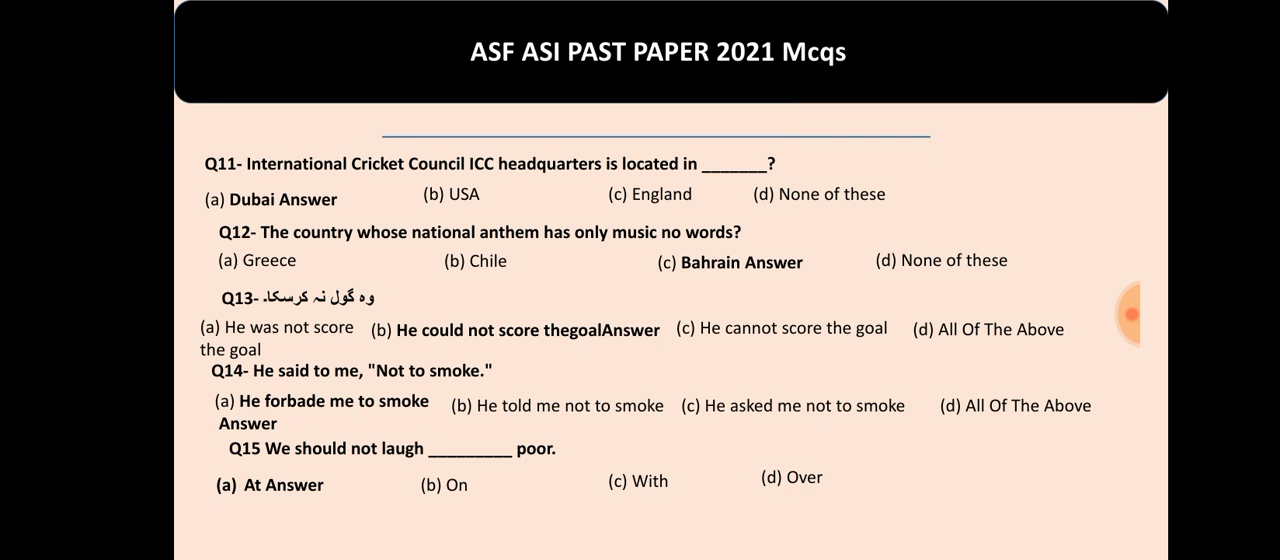 ASF ASI PAST PAPER 2021 Mcqs
Q11- International Cricket Council ICC headquarters is located in _______?
(a) Dubai Answer (b) USA (c) England (d) None of these
Q12- The country whose national anthem has only music no words?
(a) Greece (b) Chile (c) Bahrain Answer (d) None of these
Q13- وہ گول نہ کرسکا۔
(a) He was not score (b) He could not score thegoalAnswer (c) He cannot score the goal (d) All Of The Above
the goal
Q14- He said to me, "Not to smoke."
(a) He forbade me to smoke (b) He told me not to smoke (c) He asked me not to smoke (d) All Of The Above
Answer
Q15 We should not laugh _________ poor.
(a) At Answer (b) On (c) With (d) Over